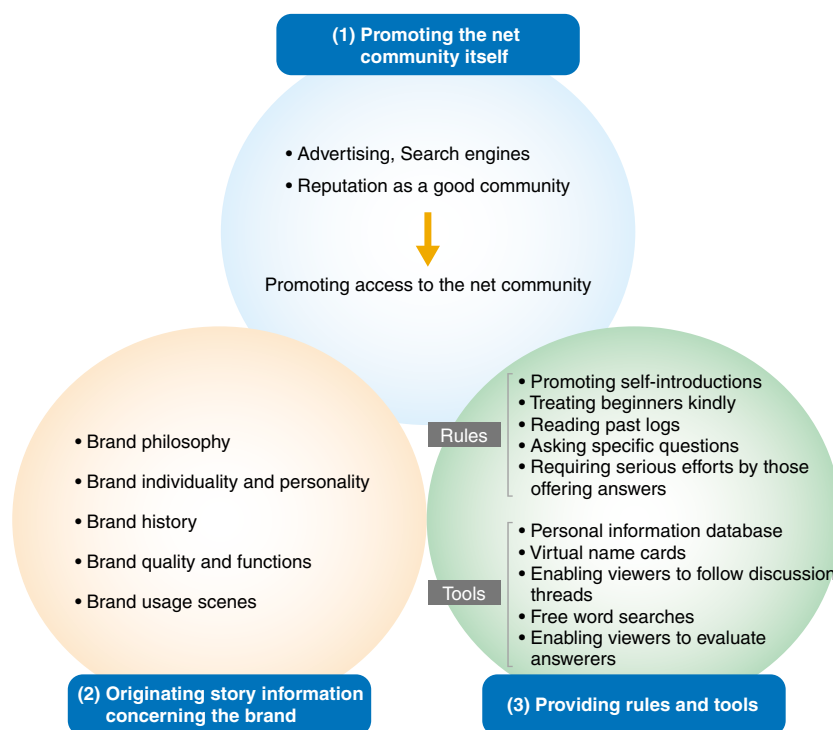 (1) Promoting the net
community itself
• Advertising, Search engines
• Reputation as a good community
Promoting access to the net community
• Brand philosophy
• Brand individuality and personality
• Brand history
• Brand quality and functions
• Brand usage scenes
(2) Originating story information
concerning the brand
Rules
• Promoting self-introductions
• Treating beginners kindly
• Reading past logs
• Asking specific questions
• Requiring serious efforts by those
offering answers
Tools
• Personal information database
• Virtual name cards
• Enabling viewers to follow discussion
threads
• Free word searches
• Enabling viewers to evaluate
answerers
(3) Providing rules and tools